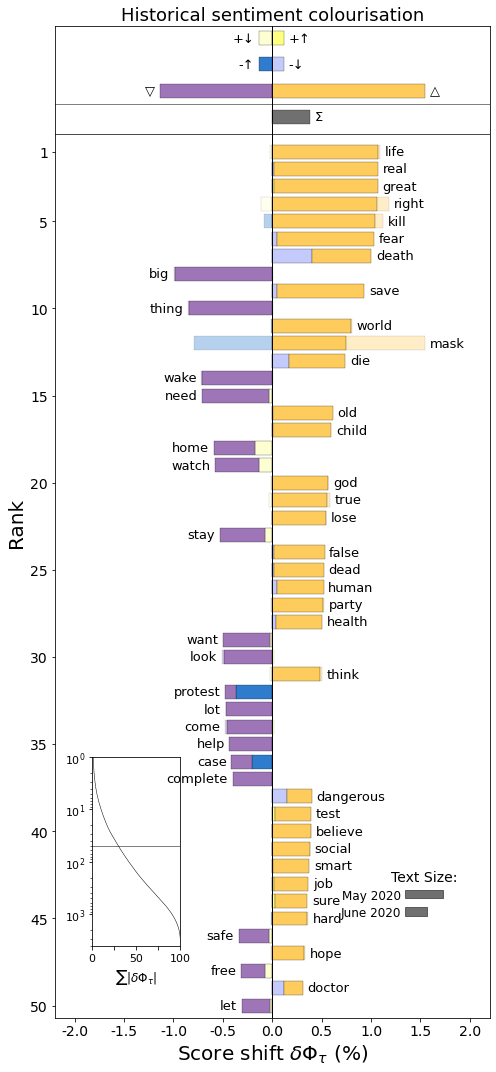 Historical sentiment colourisation
+↓ +↑
-↑ -↓
▽ △
Σ
1 life
real
great
right
5 kill
fear
death
big
save
10 thing
world
mask
die
wake
15 need
old
child
home
watch
20 god
true
lose
stay
false
25 dead
human
party
health
want
30 look
think
protest
lot
come
35 help
case
complete
dangerous
test
40 believe
social
smart
job
sure
45 hard
safe
hope
free
doctor
50 let
Rank
10⁰
10¹
10²
10³
0 50 100
∑|δΦτ|
Text Size:
May 2020
June 2020
-2.0 -1.5 -1.0 -0.5 0.0 0.5 1.0 1.5 2.0
Score shift δΦτ (%)